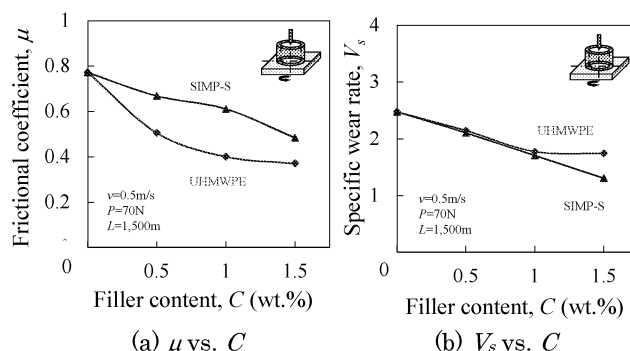 Frictional coefficient, μ
1
0.8
0.6
0.4
0.2
0
0.5
1
1.5
SIMP-S
UHMWPE
v=0.5m/s
P=70N
L=1,500m
Filler content, C (wt.%)
(a) μ vs. C
Specific wear rate, Vs
4
3
2
1
0
0.5
1
1.5
UHMWPE
SIMP-S
v=0.5m/s
P=70N
L=1,500m
Filler content, C (wt.%)
(b) Vs vs. C